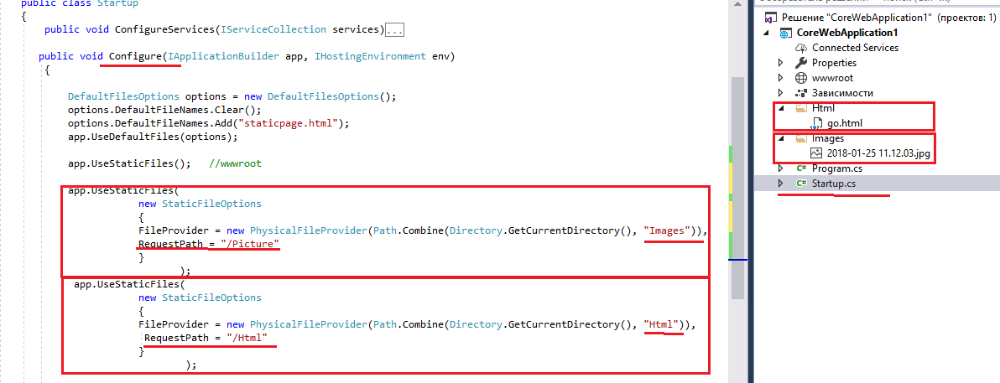 public class Startup
{
public void ConfigureServices(IServiceCollection services)...
public void Configure(IApplicationBuilder app, IHostingEnvironment env)
{
DefaultFilesOptions options = new DefaultFilesOptions();
options.DefaultFileNames.Clear();
options.DefaultFileNames.Add("staticpage.html");
app.UseDefaultFiles(options);
app.UseStaticFiles();   //wwwroot
app.UseStaticFiles(
new StaticFileOptions
{
FileProvider = new PhysicalFileProvider(Path.Combine(Directory.GetCurrentDirectory(), "Images")),
RequestPath = "/Picture"
}
);
app.UseStaticFiles(
new StaticFileOptions
{
FileProvider = new PhysicalFileProvider(Path.Combine(Directory.GetCurrentDirectory(), "Html")),
RequestPath = "/Html"
}
);
Решение "CoreWebApplication1" (проектов: 1)
CoreWebApplication1
Connected Services
Properties
wwwroot
Зависимости
Html
go.html
Images
2018-01-25 11.12.03.jpg
C# Program.cs
C# Startup.cs